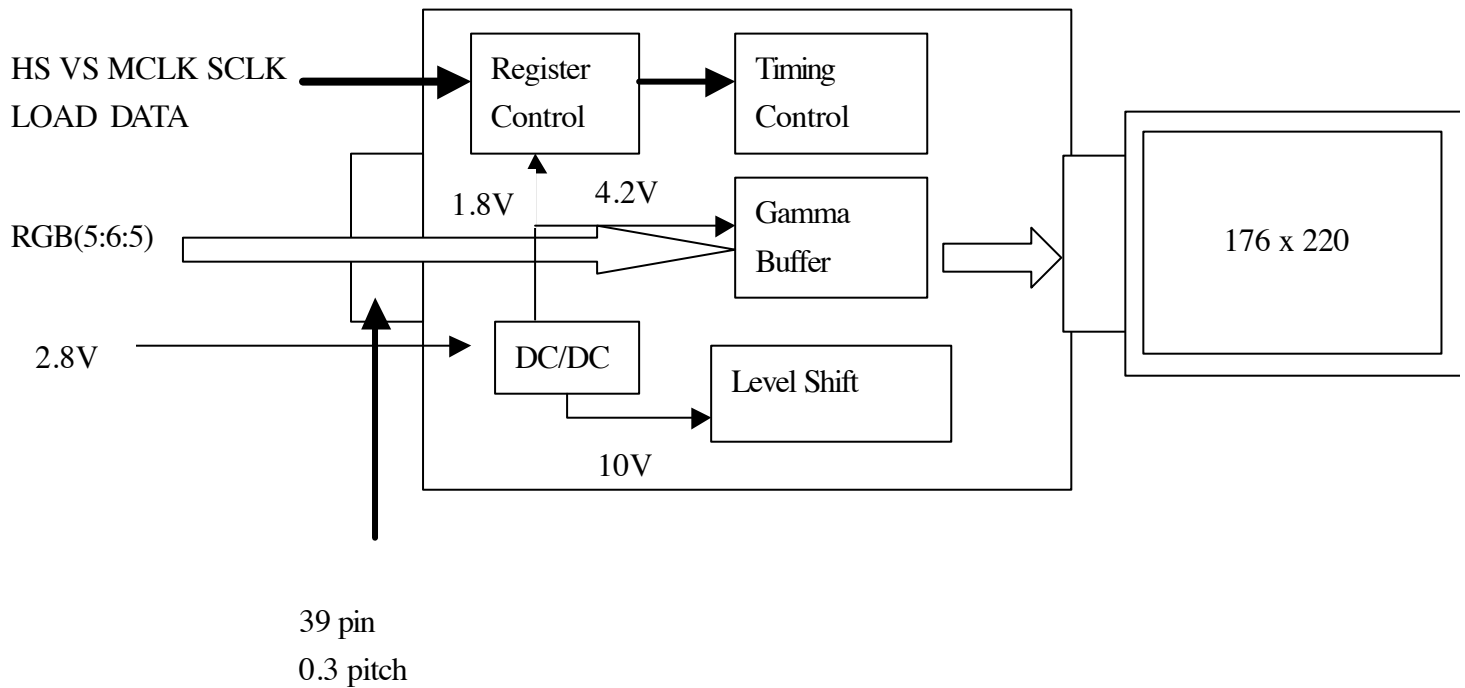 HS VS MCLK SCLK
LOAD DATA
Register
Control
Timing
Control
1.8V
4.2V
RGB(5:6:5)
Gamma
Buffer
176 x 220
2.8V
DC/DC
Level Shift
10V
39 pin
0.3 pitch